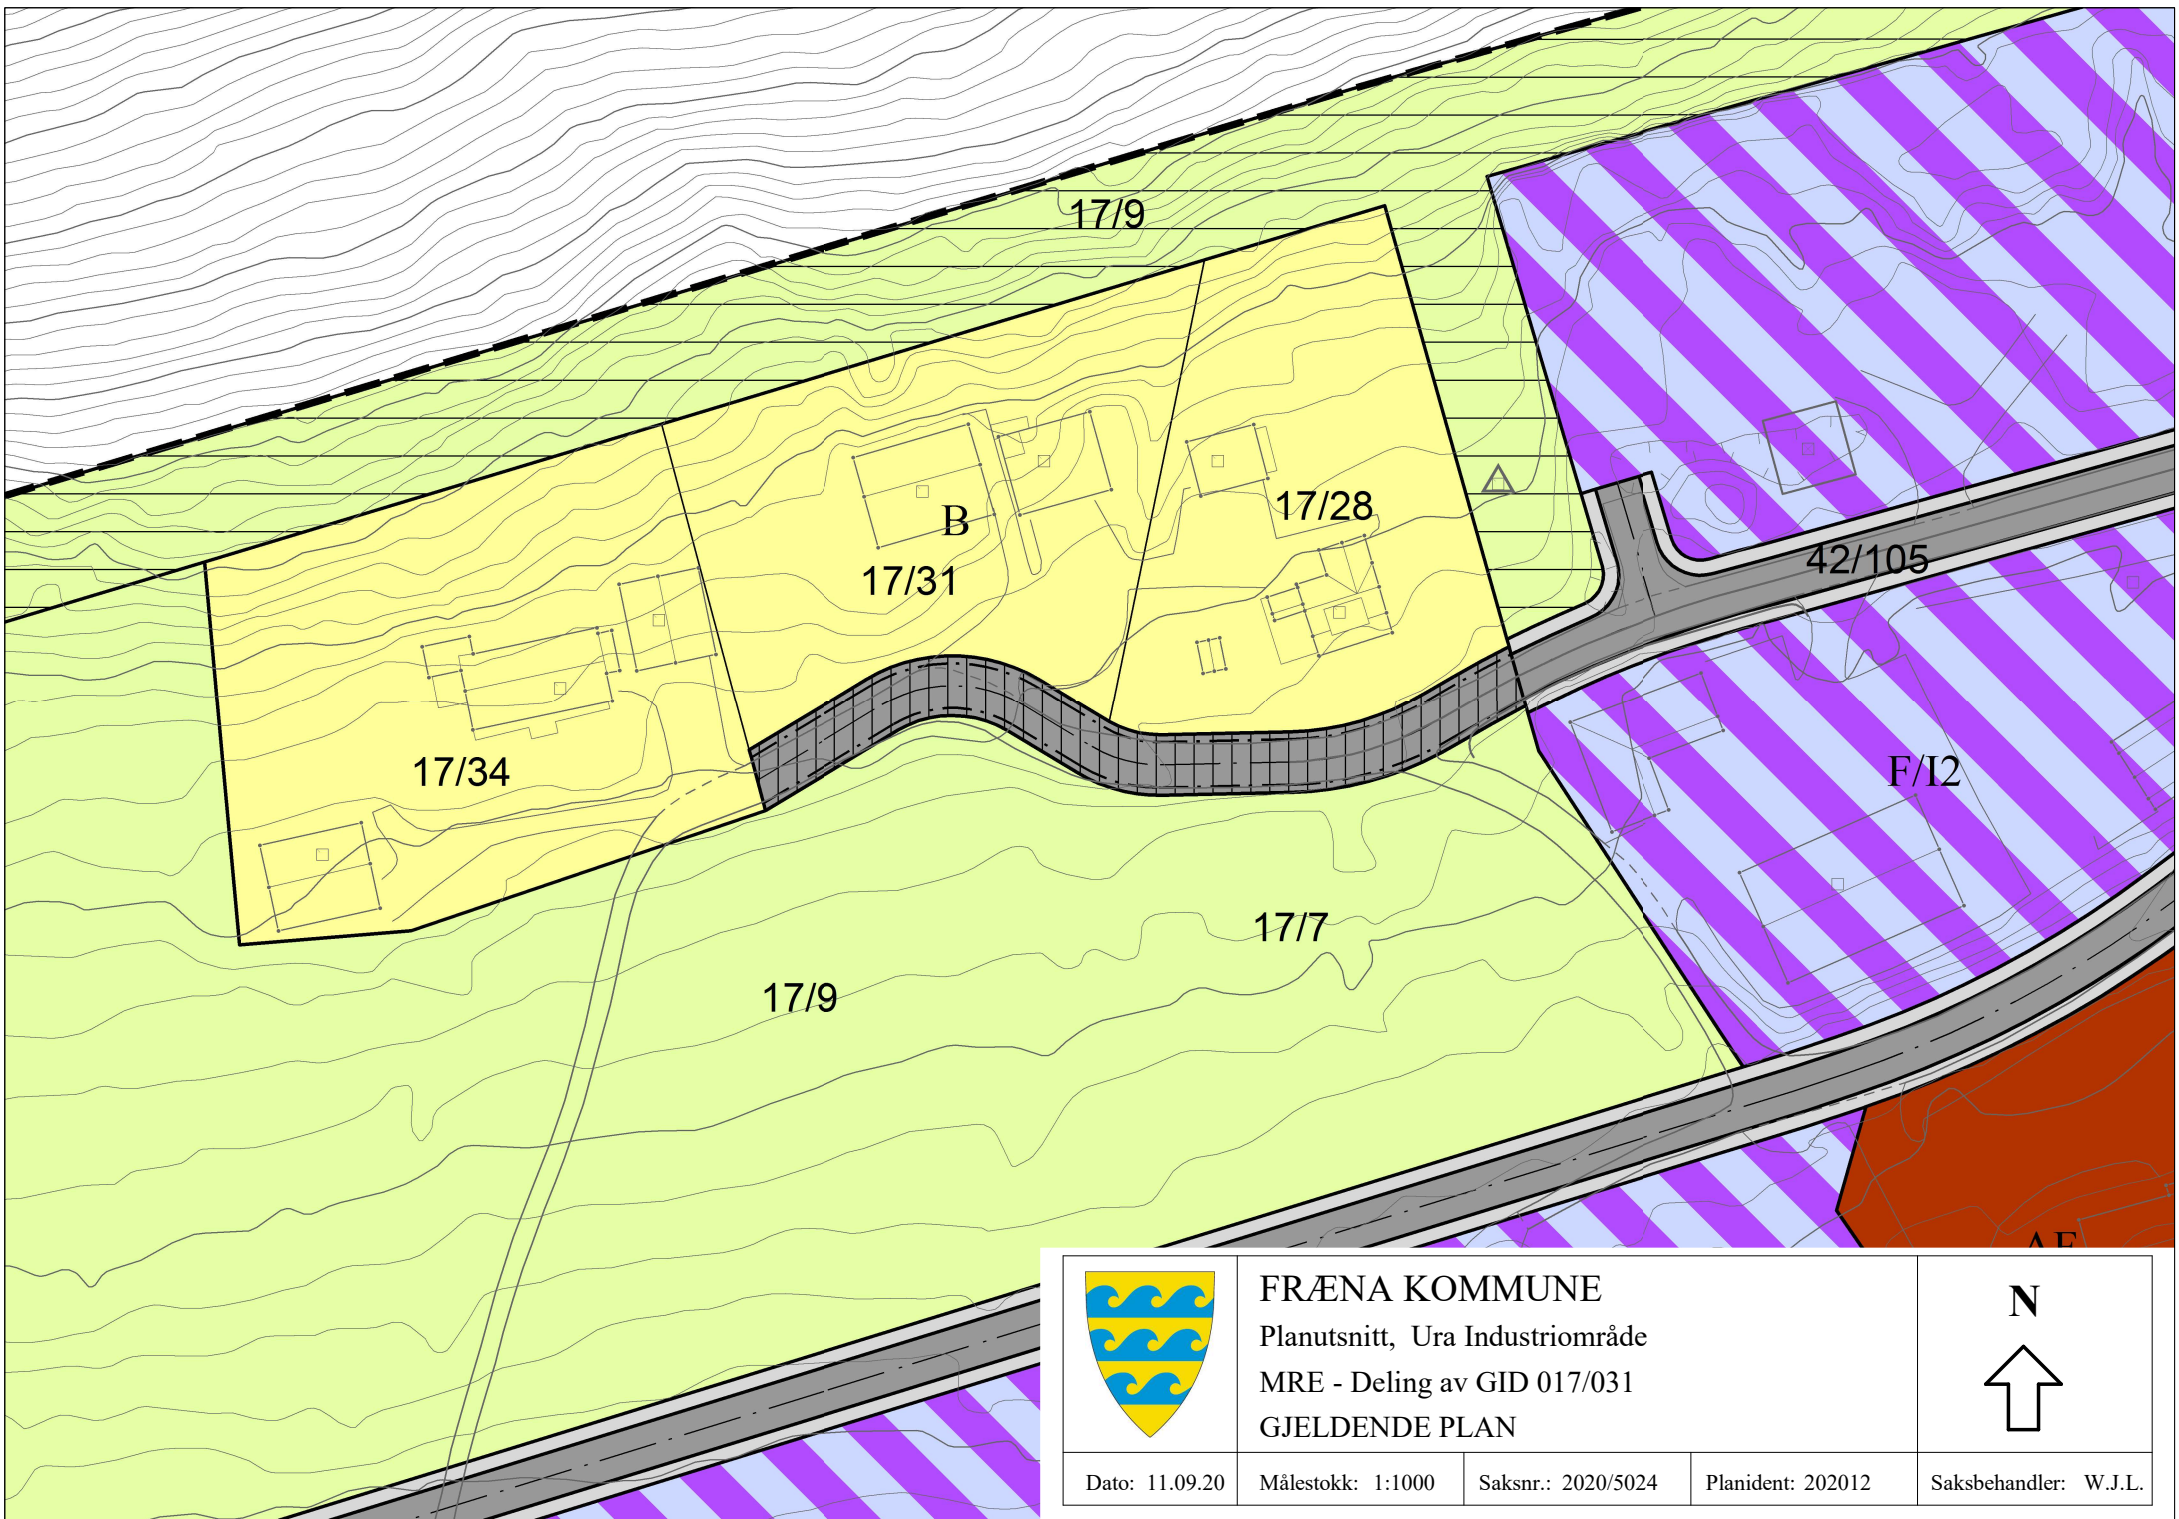 17/9
B
17/28
17/31
42/105
17/34
F/I2
17/7
17/9
FRÆNA KOMMUNE
Planutsnitt, Ura Industriområde
MRE - Deling av GID 017/031
GJELDENDE PLAN
N
Dato: 11.09.20 Målestokk: 1:1000 Saksnr.: 2020/5024 Planident: 202012 Saksbehandler: W.J.L.